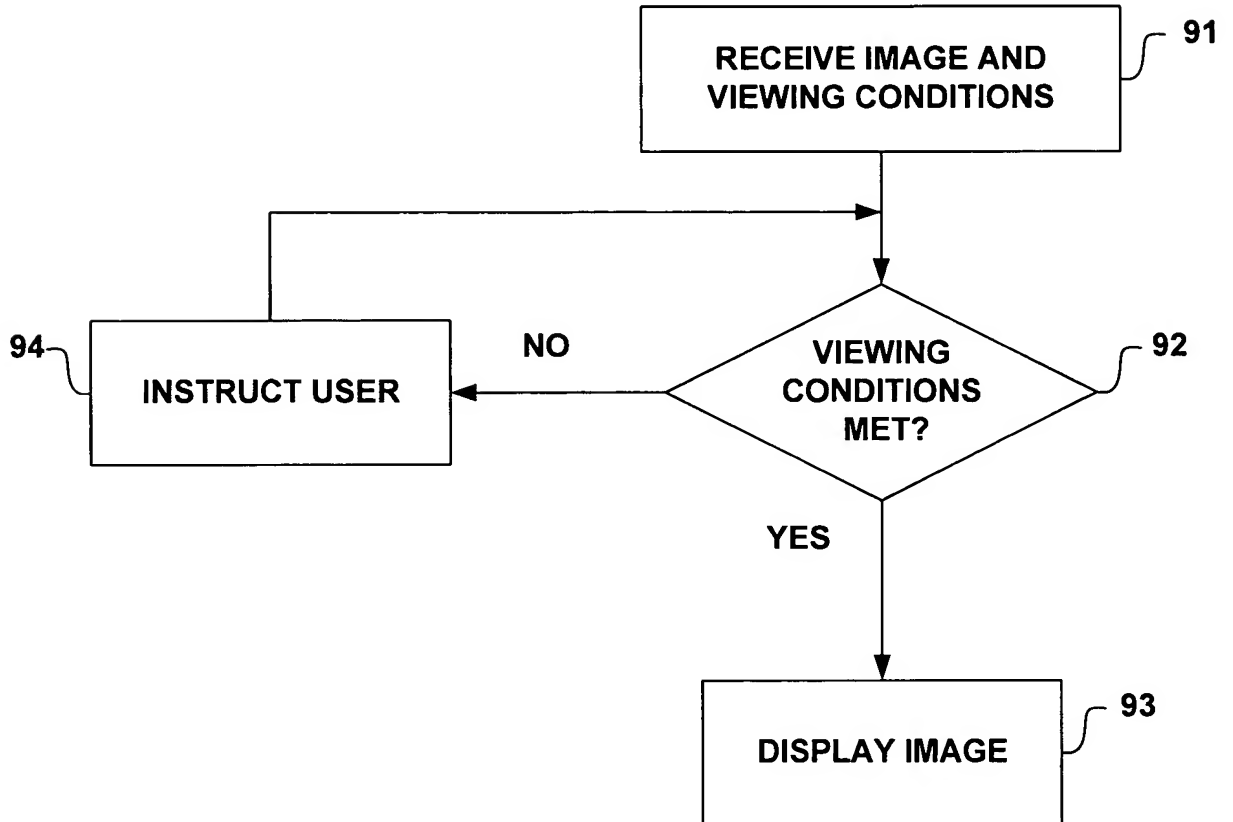 91
RECEIVE IMAGE AND
VIEWING CONDITIONS
94
INSTRUCT USER
NO
VIEWING
CONDITIONS
MET?
92
YES
93
DISPLAY IMAGE